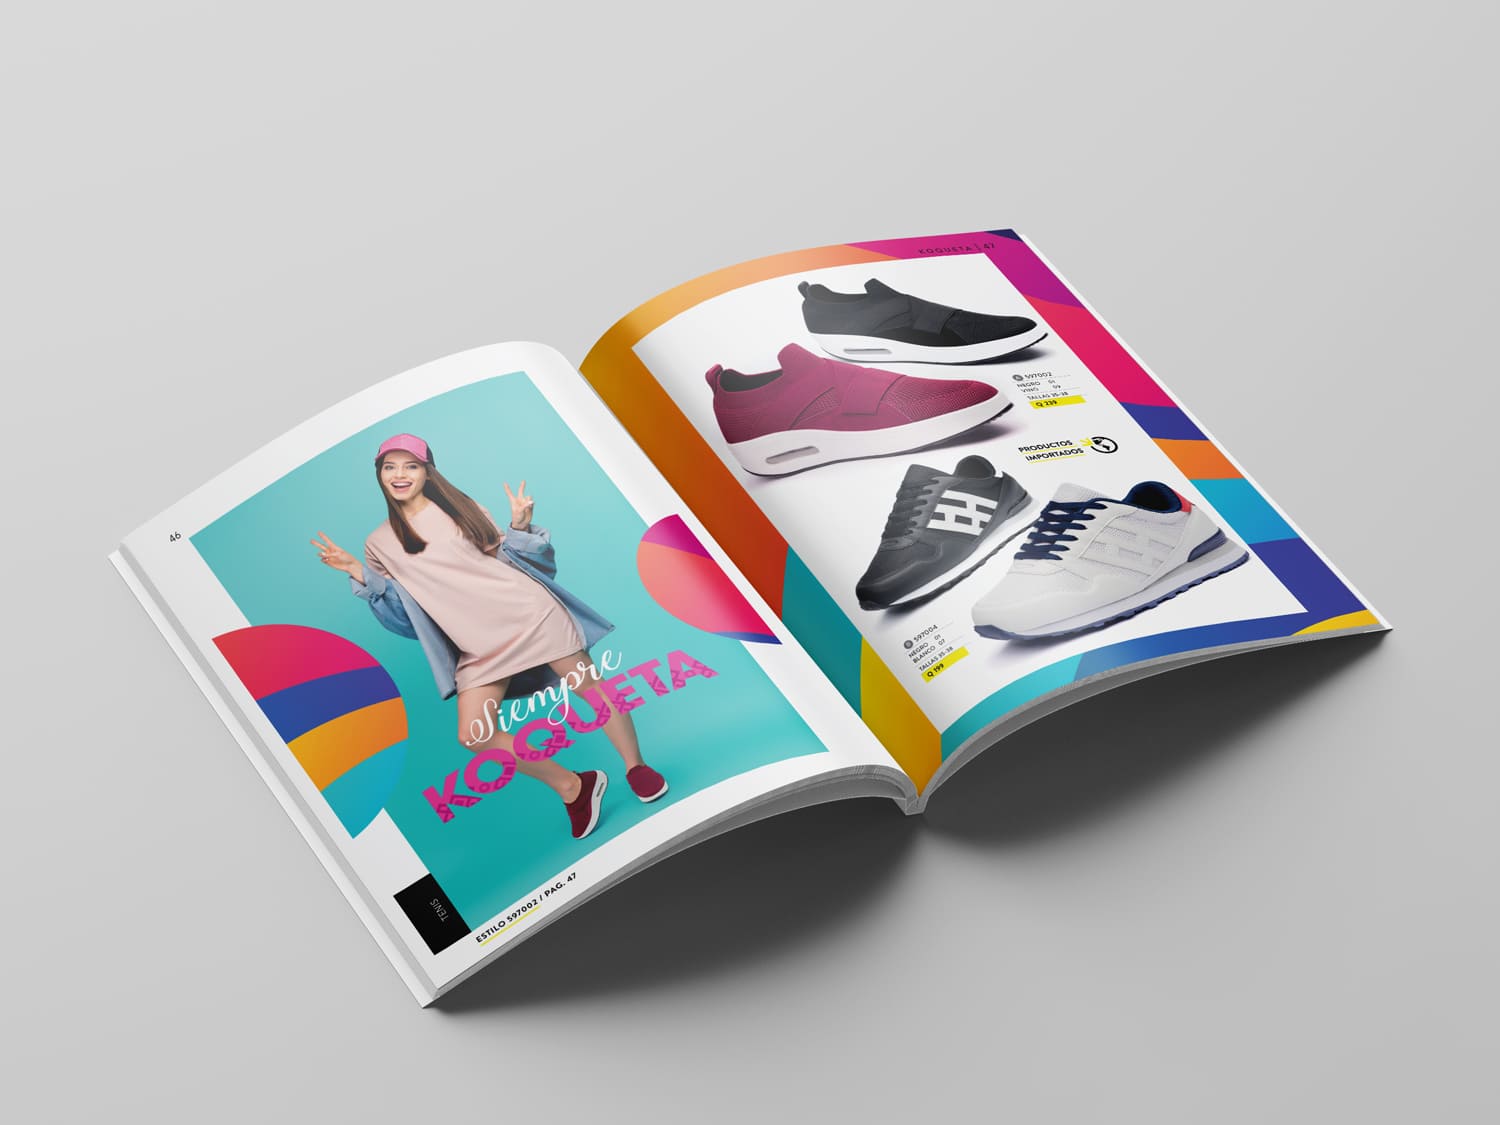 46
Siempre
KOQUETA
TENIS
ESTILO 597002 / PAG. 47
KOQUETA | 47
597002
NEGRO 01
VINO 09
TALLAS 35-38
Q 239
PRODUCTOS
IMPORTADOS
597004
NEGRO 01
BLANCO 07
TALLAS 35-38
Q 199